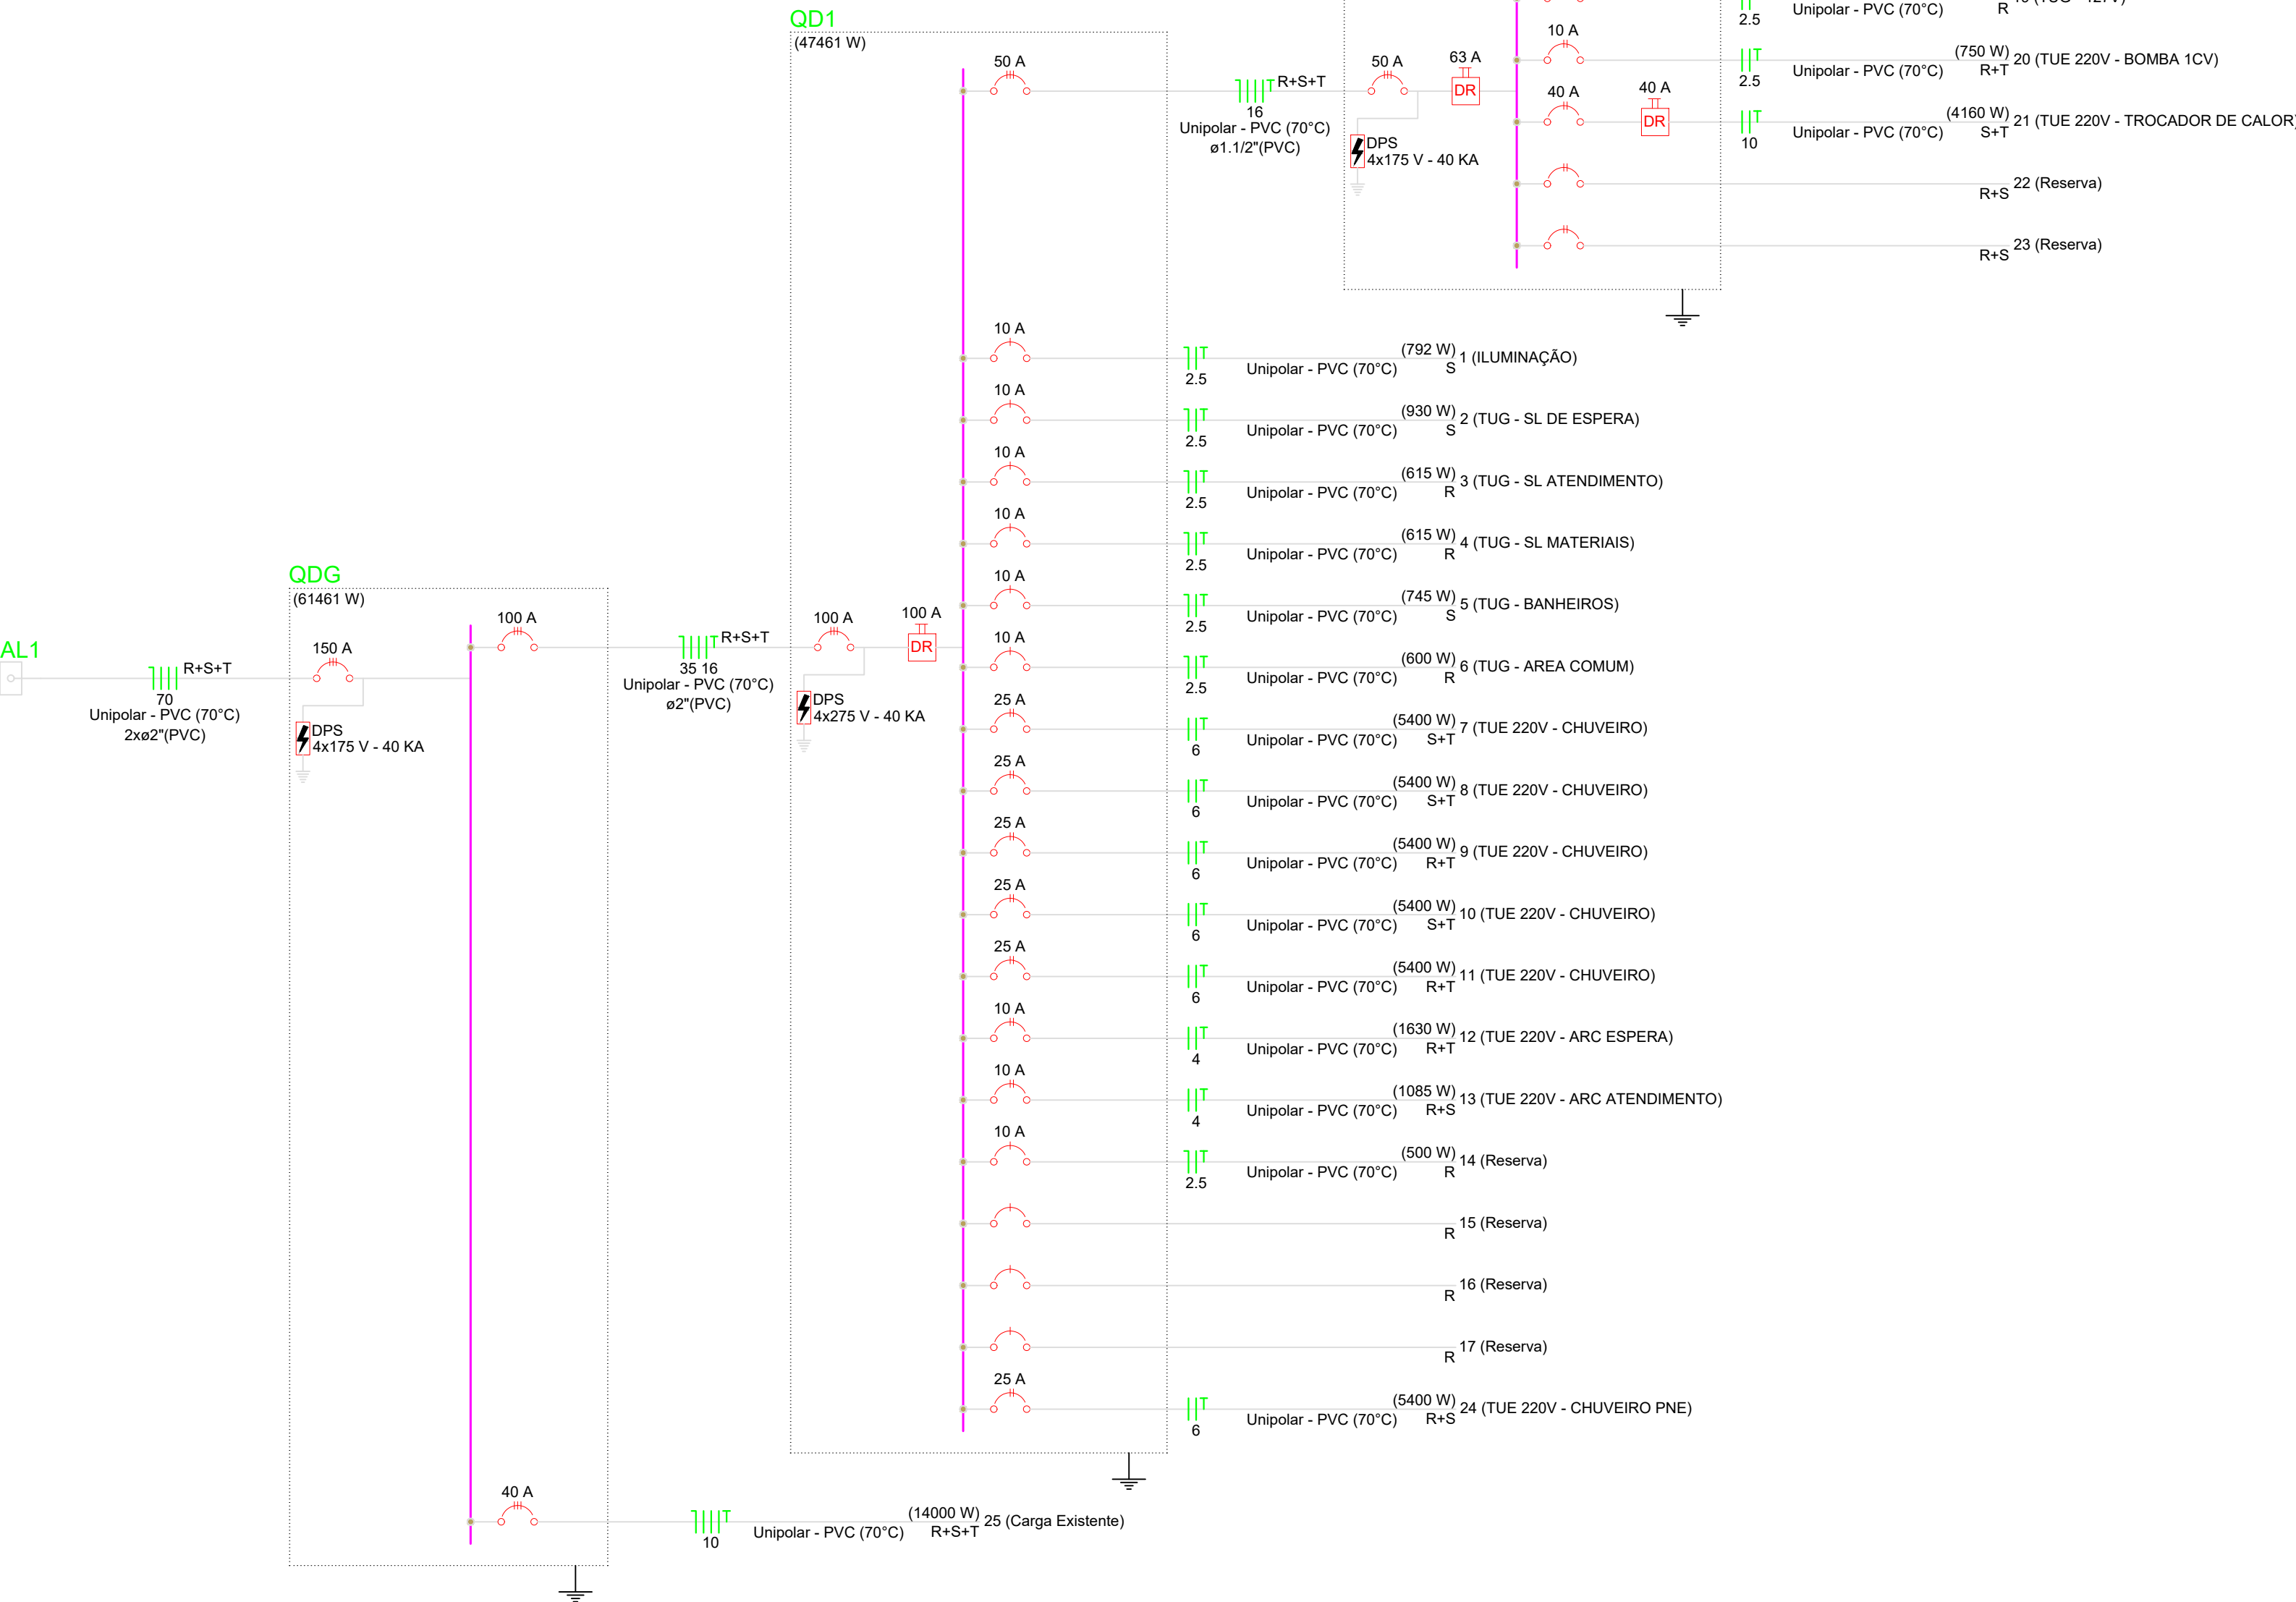 QD1
(47461 W)
50 A
R+S+T
16
Unipolar - PVC (70°C)
ø1.1/2"(PVC)
50 A
63 A
DR
DPS
4x175 V - 40 KA
2.5
Unipolar - PVC (70°C)
R
10 A
2.5
Unipolar - PVC (70°C)
(750 W)
R+T
20 (TUE 220V - BOMBA 1CV)
40 A
40 A
DR
10
Unipolar - PVC (70°C)
(4160 W)
S+T
21 (TUE 220V - TROCADOR DE CALOR)
R+S
22 (Reserva)
R+S
23 (Reserva)
10 A
T
2.5
Unipolar - PVC (70°C)
(792 W)
S
1 (ILUMINAÇÃO)
10 A
T
2.5
Unipolar - PVC (70°C)
(930 W)
S
2 (TUG - SL DE ESPERA)
10 A
T
2.5
Unipolar - PVC (70°C)
(615 W)
R
3 (TUG - SL ATENDIMENTO)
10 A
T
2.5
Unipolar - PVC (70°C)
(615 W)
R
4 (TUG - SL MATERIAIS)
10 A
T
2.5
Unipolar - PVC (70°C)
(745 W)
S
5 (TUG - BANHEIROS)
10 A
T
2.5
Unipolar - PVC (70°C)
(600 W)
R
6 (TUG - AREA COMUM)
25 A
T
6
Unipolar - PVC (70°C)
(5400 W)
S+T
7 (TUE 220V - CHUVEIRO)
25 A
T
6
Unipolar - PVC (70°C)
(5400 W)
S+T
8 (TUE 220V - CHUVEIRO)
25 A
T
6
Unipolar - PVC (70°C)
(5400 W)
R+T
9 (TUE 220V - CHUVEIRO)
25 A
T
6
Unipolar - PVC (70°C)
(5400 W)
S+T
10 (TUE 220V - CHUVEIRO)
25 A
T
6
Unipolar - PVC (70°C)
(5400 W)
R+T
11 (TUE 220V - CHUVEIRO)
10 A
T
4
Unipolar - PVC (70°C)
(1630 W)
R+T
12 (TUE 220V - ARC ESPERA)
10 A
T
4
Unipolar - PVC (70°C)
(1085 W)
R+S
13 (TUE 220V - ARC ATENDIMENTO)
10 A
T
2.5
Unipolar - PVC (70°C)
(500 W)
R
14 (Reserva)
R
15 (Reserva)
R
16 (Reserva)
R
17 (Reserva)
25 A
T
6
Unipolar - PVC (70°C)
(5400 W)
R+S
24 (TUE 220V - CHUVEIRO PNE)
QDG
(61461 W)
AL1
R+S+T
70
Unipolar - PVC (70°C)
2xø2"(PVC)
150 A
DPS
4x175 V - 40 KA
100 A
R+S+T
35 16
Unipolar - PVC (70°C)
ø2"(PVC)
100 A
100 A
DR
DPS
4x275 V - 40 KA
40 A
T
10
Unipolar - PVC (70°C)
(14000 W)
R+S+T
25 (Carga Existente)